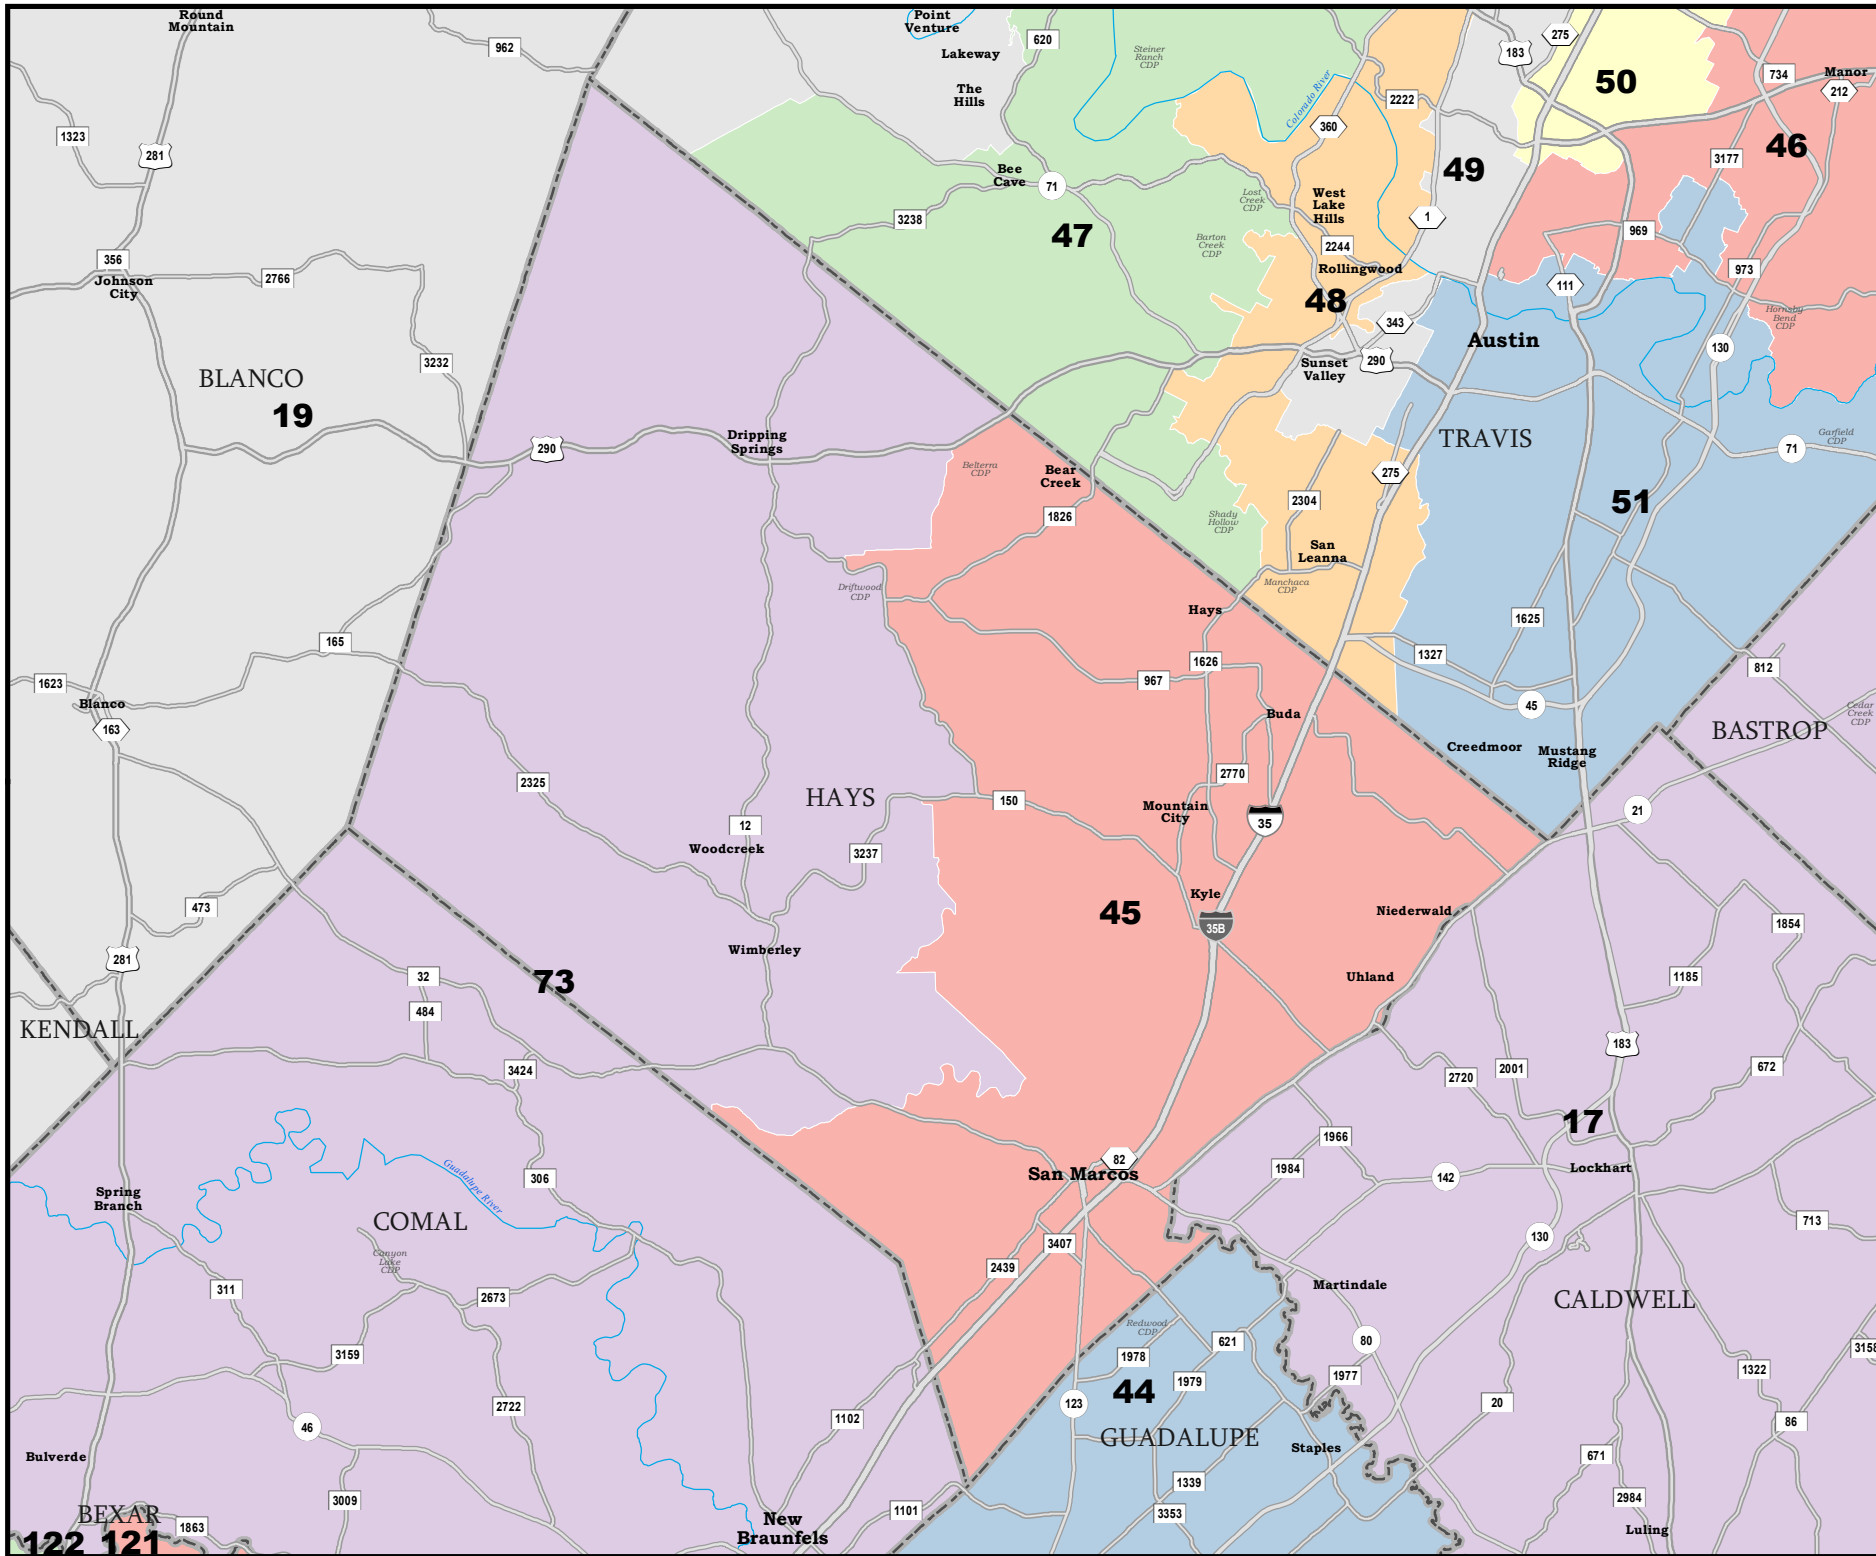 Round
Mountain
962
Point
Venture
Lakeway
620
The
Hills
Steiner
Ranch
CDP
Colorado River
2222
360
183
275
50
734
Manor
212
1323
281
3177
46
49
Bee
Cave
71
3238
47
Lost
Creek
CDP
West
Lake
Hills
1
2244
Barton
Creek
CDP
Rollingwood
969
973
356
Johnson
City
2766
48
343
111
Hornsby
Bend
CDP
Austin
130
3232
Sunset
Valley
290
BLANCO
19
TRAVIS
Garfield
CDP
71
290
Dripping
Springs
Belterra
CDP
Bear
Creek
275
1826
2304
51
Shady
Hollow
CDP
San
Leanna
Driftwood
CDP
Manchaca
CDP
Hays
1625
165
1626
1327
812
1623
967
Blanco
163
Buda
45
Cedar
Creek
CDP
BASTROP
Creedmoor
Mustang
Ridge
2325
HAYS
150
2770
Mountain
City
35
21
12
Woodcreek
3237
Kyle
473
45
35B
Niederwald
1854
Wimberley
281
73
32
Uhland
1185
484
KENDALL
183
3424
2720
2001
672
17
1966
82
San Marcos
1984
142
Lockhart
Guadalupe River
306
Spring
Branch
COMAL
713
Canyon
Lake
CDP
3407
130
2439
311
2673
Martindale
CALDWELL
Redwood
CDP
621
80
3159
1978
3158
44
1979
1977
1322
2722
123
20
46
1102
86
GUADALUPE
Staples
Bulverde
671
1339
3009
2984
BEXAR
1863
1101
3353
New
Braunfels
Luling
122
121